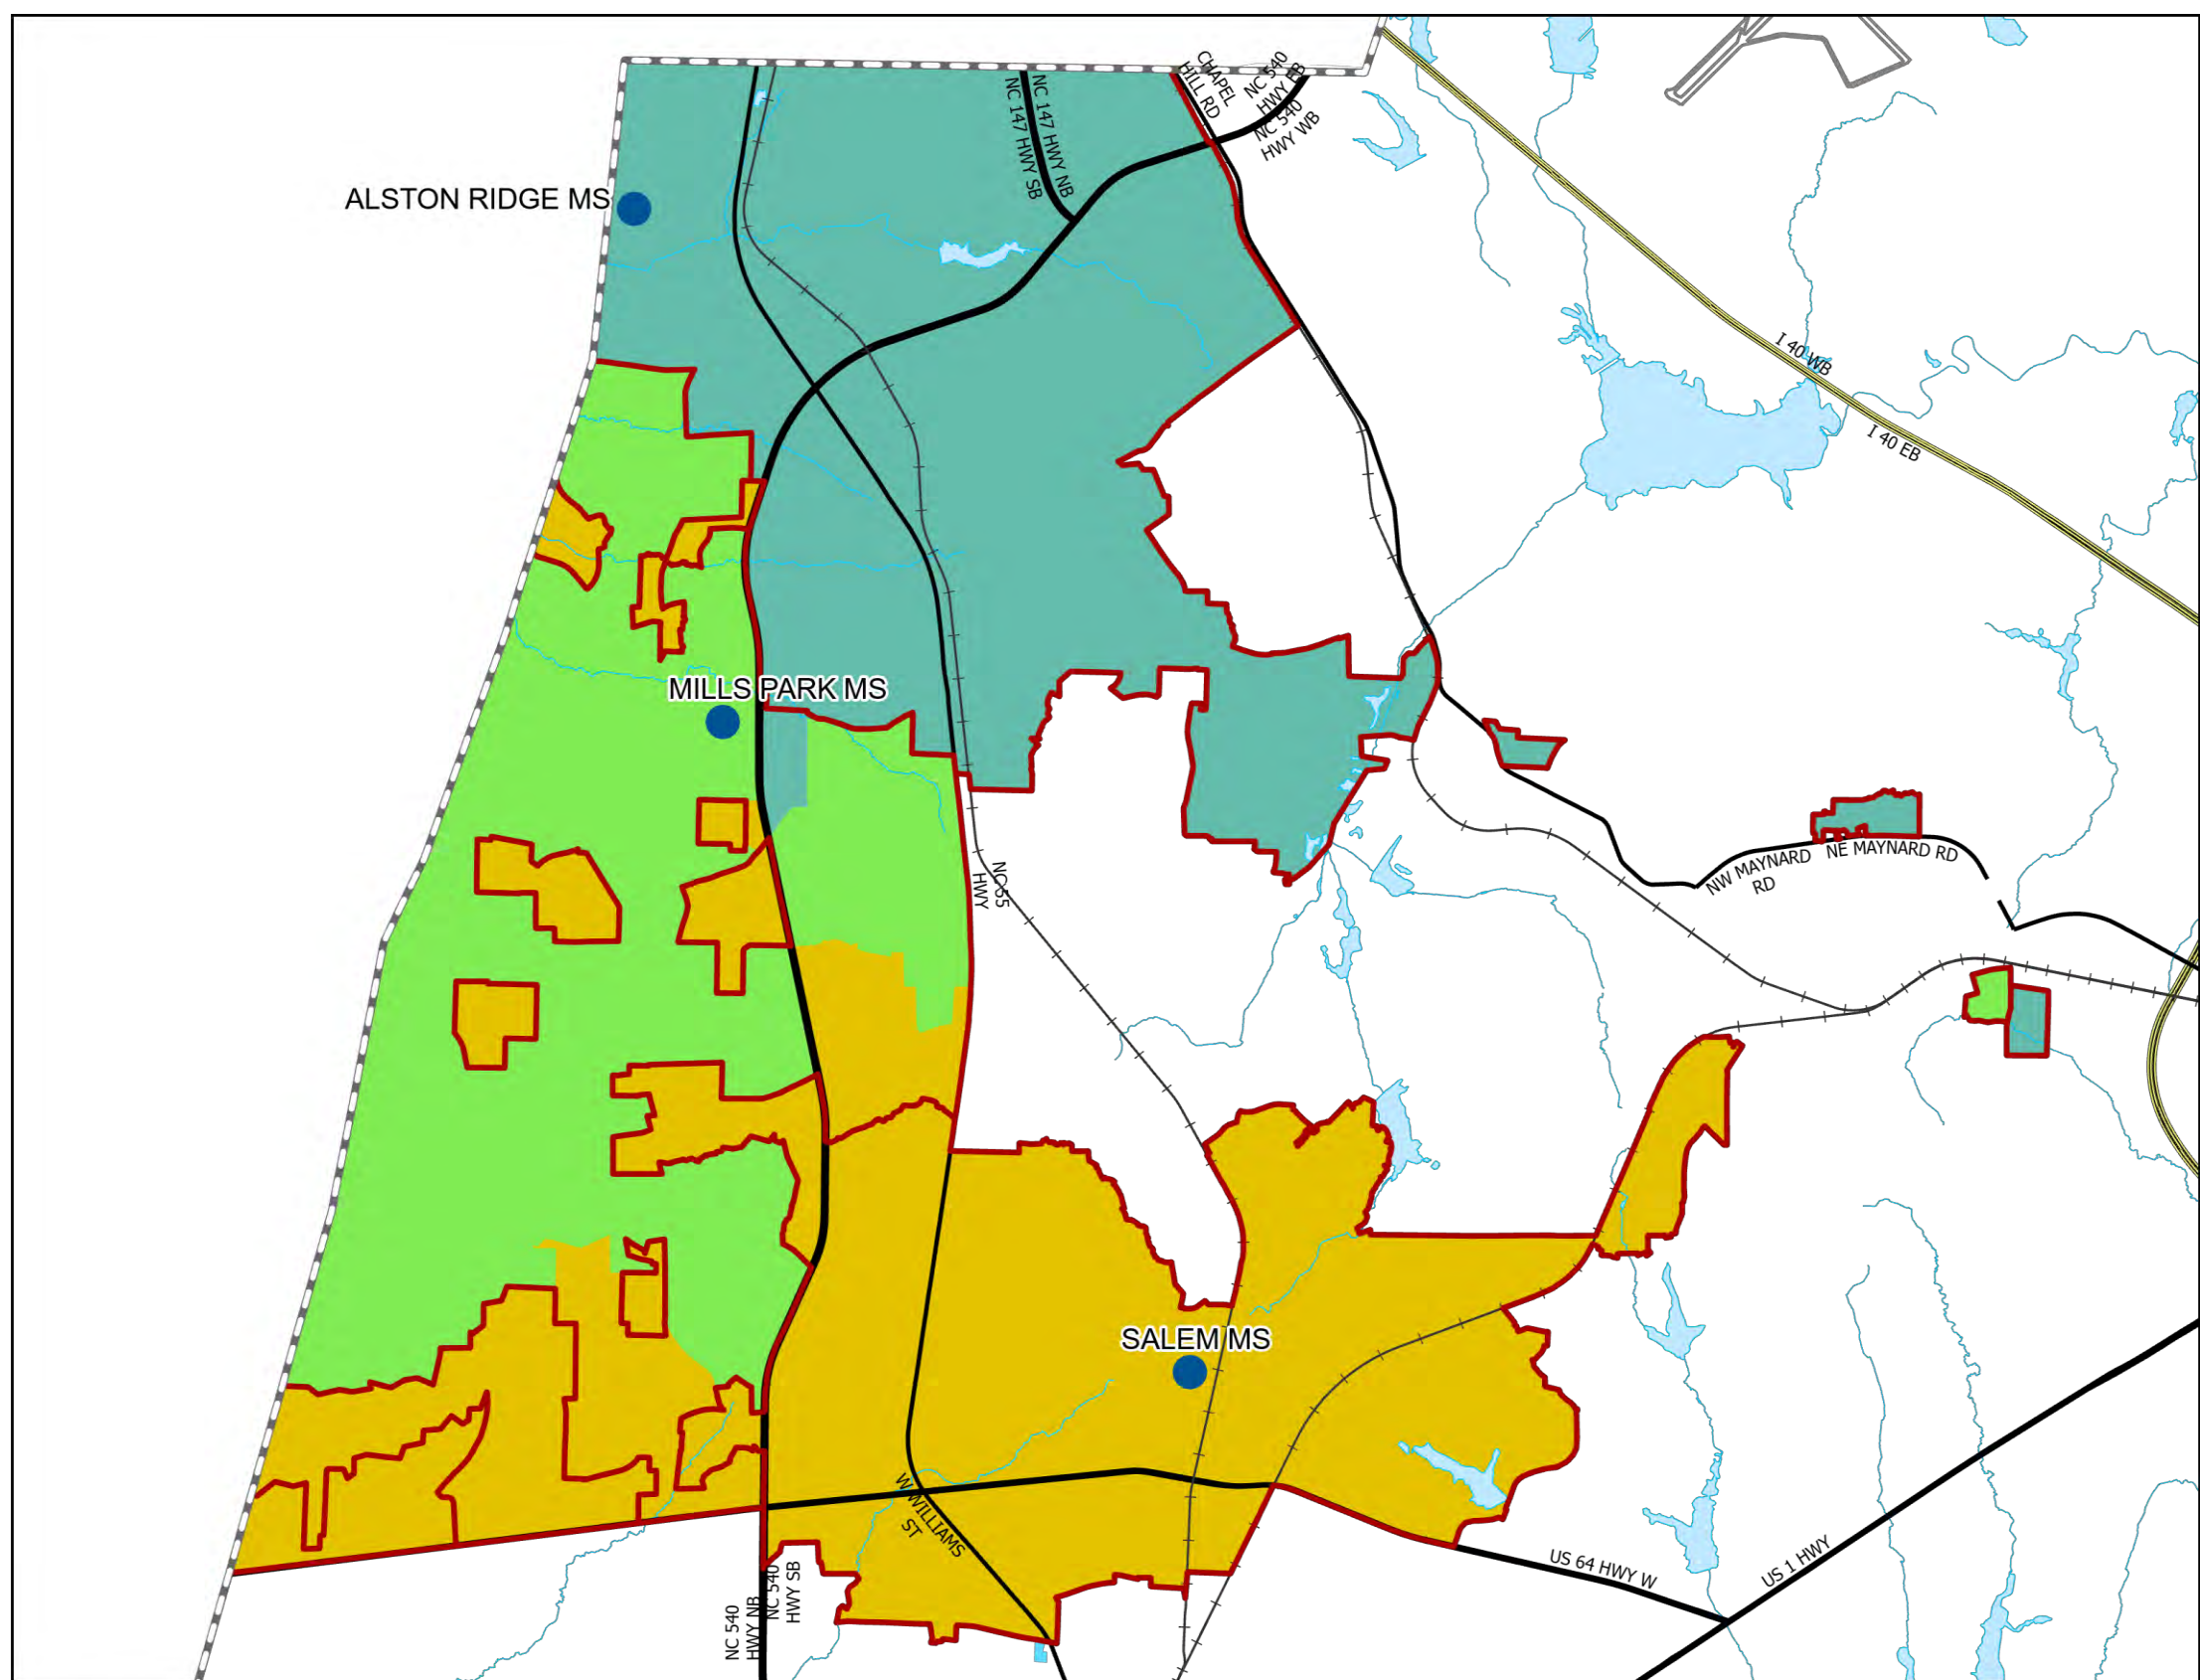 CHAPEL
HILL RD
NC 540
HWY EB
NC 540
HWY WB
NC 147 HWY NB
NC 147 HWY SB
ALSTON RIDGE MS
I 40 WB
I 40 EB
MILLS PARK MS
NC 55
HWY
NW MAYNARD
RD
NE MAYNARD RD
SALEM MS
W WILLIAMS
ST
US 64 HWY W
US 1 HWY
NC 540
HWY NB
NC 540
HWY SB